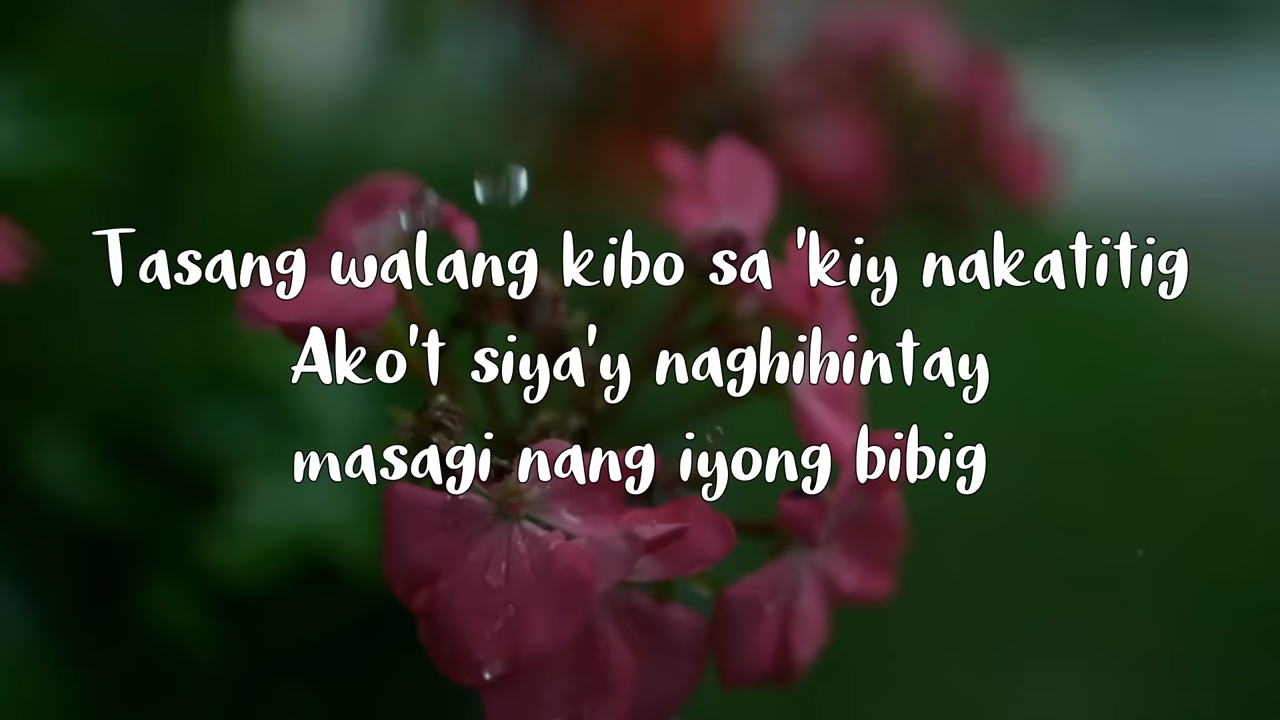 Tasang walang kibo sa 'kiy nakatitig
Ako't siya'y naghihintay
masagi nang iyong bibig